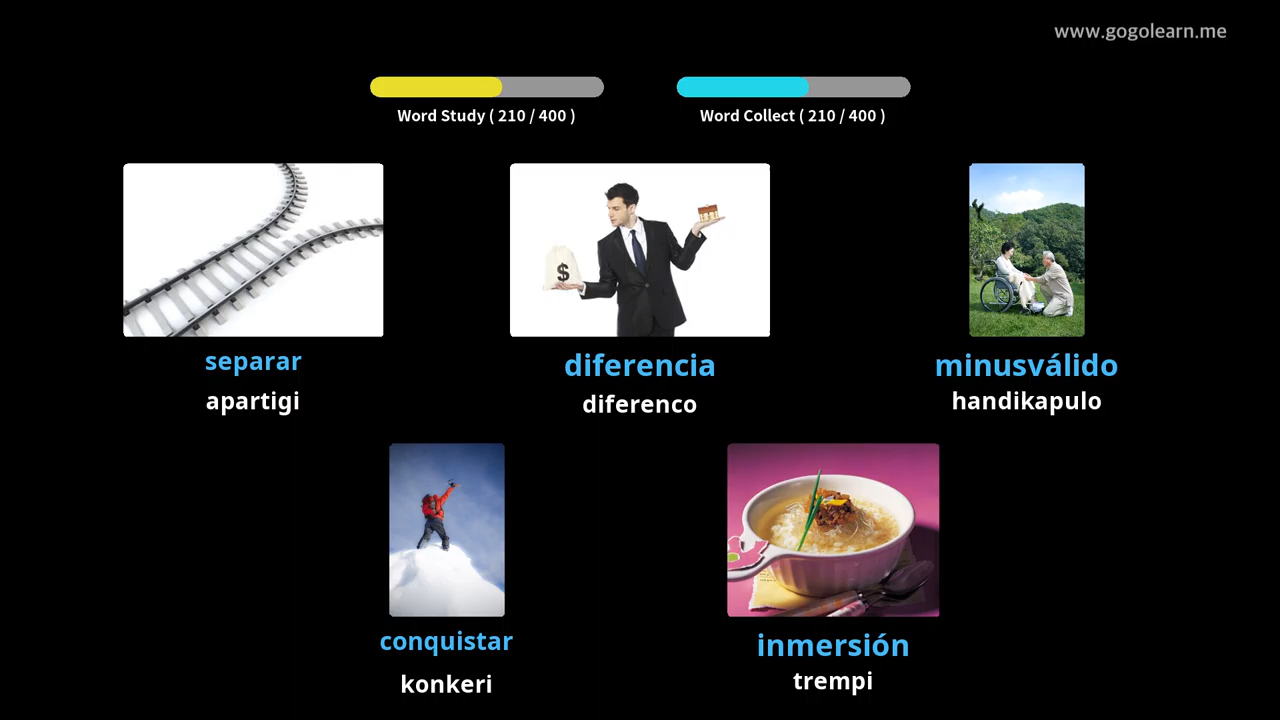 www.gogolearn.me
Word Study ( 210 / 400 )
Word Collect ( 210 / 400 )
$
separar
apartigi
diferencia
diferenco
minusválido
handikapulo
conquistar
konkeri
inmersión
trempi